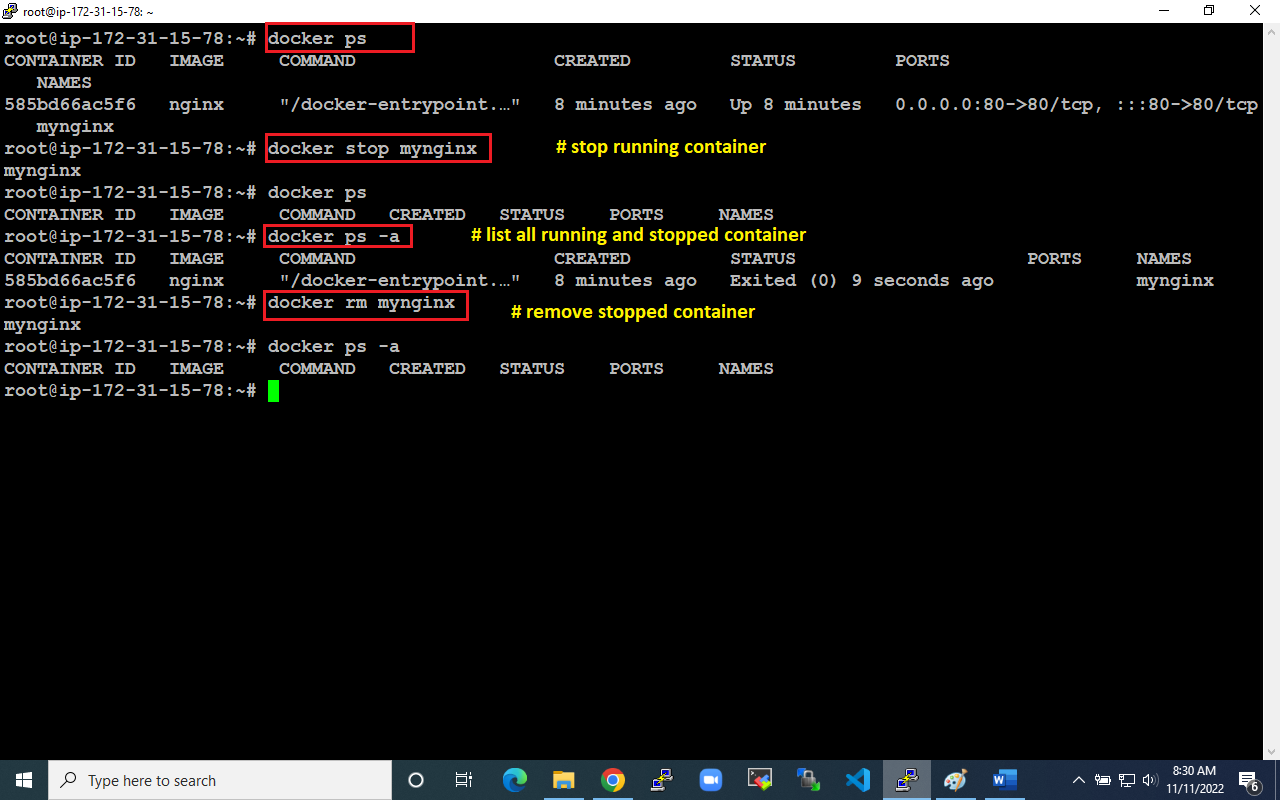 root@ip-172-31-15-78: ~
root@ip-172-31-15-78:~# docker ps
CONTAINER ID   IMAGE     COMMAND                  CREATED         STATUS         PORTS
   NAMES
585bd66ac5f6   nginx     "/docker-entrypoint.…"   8 minutes ago   Up 8 minutes   0.0.0.0:80->80/tcp, :::80->80/tcp
   mynginx
root@ip-172-31-15-78:~# docker stop mynginx   # stop running container
mynginx
root@ip-172-31-15-78:~# docker ps
CONTAINER ID   IMAGE     COMMAND   CREATED   STATUS    PORTS     NAMES
root@ip-172-31-15-78:~# docker ps -a   # list all running and stopped container
CONTAINER ID   IMAGE     COMMAND                  CREATED         STATUS                     PORTS     NAMES
585bd66ac5f6   nginx     "/docker-entrypoint.…"   8 minutes ago   Exited (0) 9 seconds ago             mynginx
root@ip-172-31-15-78:~# docker rm mynginx   # remove stopped container
mynginx
root@ip-172-31-15-78:~# docker ps -a
CONTAINER ID   IMAGE     COMMAND   CREATED   STATUS    PORTS     NAMES
root@ip-172-31-15-78:~#
Type here to search
W
8:30 AM
11/11/2022
6